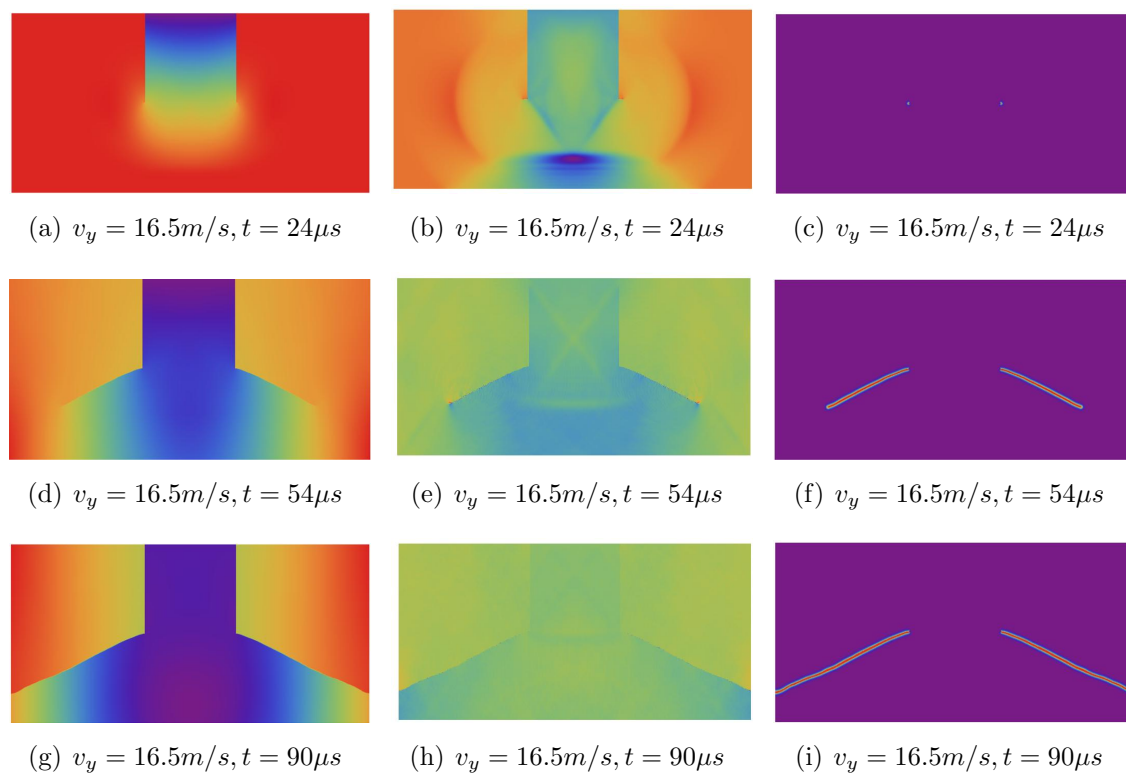 (a) $v_y = 16.5m/s, t = 24\mu s$ (b) $v_y = 16.5m/s, t = 24\mu s$ (c) $v_y = 16.5m/s, t = 24\mu s$
(d) $v_y = 16.5m/s, t = 54\mu s$ (e) $v_y = 16.5m/s, t = 54\mu s$ (f) $v_y = 16.5m/s, t = 54\mu s$
(g) $v_y = 16.5m/s, t = 90\mu s$ (h) $v_y = 16.5m/s, t = 90\mu s$ (i) $v_y = 16.5m/s, t = 90\mu s$